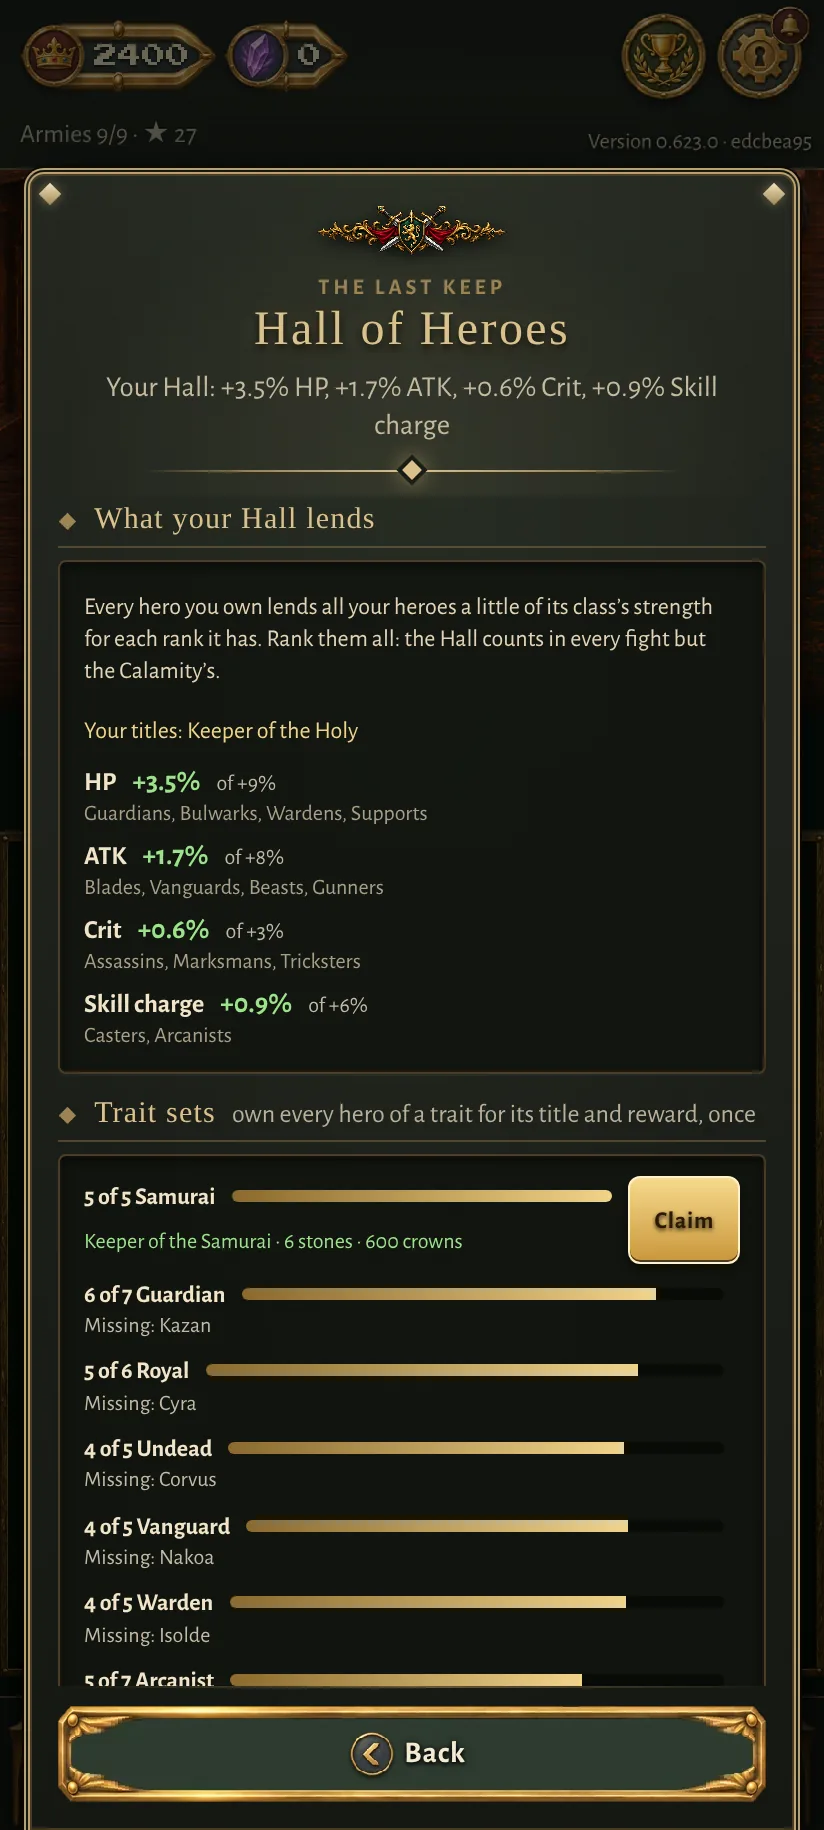 2400
0
Armies 9/9 · ★ 27
Version 0.623.0 · edcbea95
THE LAST KEEP
Hall of Heroes
Your Hall: +3.5% HP, +1.7% ATK, +0.6% Crit, +0.9% Skill
charge
What your Hall lends
Every hero you own lends all your heroes a little of its class’s strength
for each rank it has. Rank them all: the Hall counts in every fight but
the Calamity’s.
Your titles: Keeper of the Holy
HP +3.5% of +9%
Guardians, Bulwarks, Wardens, Supports
ATK +1.7% of +8%
Blades, Vanguards, Beasts, Gunners
Crit +0.6% of +3%
Assassins, Marksmans, Tricksters
Skill charge +0.9% of +6%
Casters, Arcanists
Trait sets own every hero of a trait for its title and reward, once
5 of 5 Samurai
Claim
Keeper of the Samurai · 6 stones · 600 crowns
6 of 7 Guardian
Missing: Kazan
5 of 6 Royal
Missing: Cyra
4 of 5 Undead
Missing: Corvus
4 of 5 Vanguard
Missing: Nakoa
4 of 5 Warden
Missing: Isolde
5 of 7 Arcanist
Back